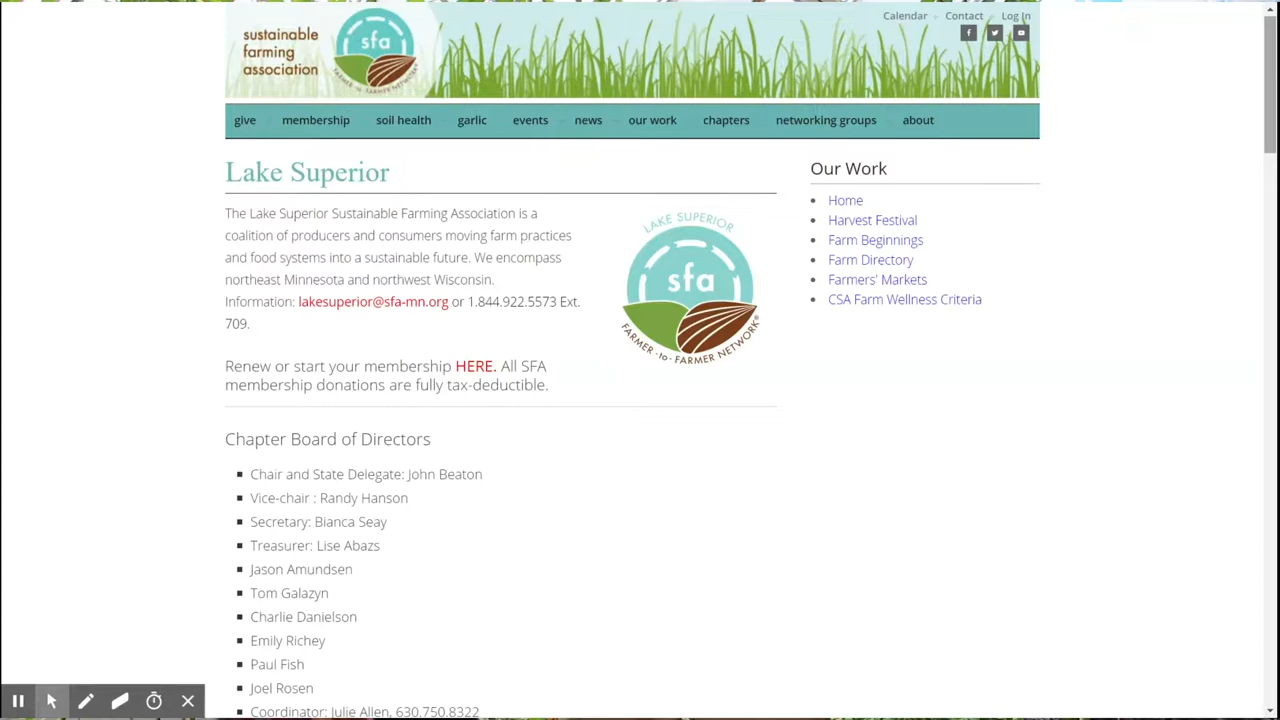 Calendar Contact Log In
sustainable
farming
association
sfa
FARMER-to-FARMER NETWORK
give membership soil health garlic events news our work chapters networking groups about
Lake Superior
The Lake Superior Sustainable Farming Association is a
coalition of producers and consumers moving farm practices
and food systems into a sustainable future. We encompass
northeast Minnesota and northwest Wisconsin.
Information: lakesuperior@sfa-mn.org or 1.844.922.5573 Ext.
709.
LAKE SUPERIOR
sfa
FARMER-to-FARMER NETWORK®
Renew or start your membership HERE. All SFA
membership donations are fully tax-deductible.
Chapter Board of Directors
Chair and State Delegate: John Beaton
Vice-chair : Randy Hanson
Secretary: Bianca Seay
Treasurer: Lise Abazs
Jason Amundsen
Tom Galazyn
Charlie Danielson
Emily Richey
Paul Fish
Joel Rosen
Coordinator: Julie Allen, 630.750.8322
Our Work
Home
Harvest Festival
Farm Beginnings
Farm Directory
Farmers' Markets
CSA Farm Wellness Criteria